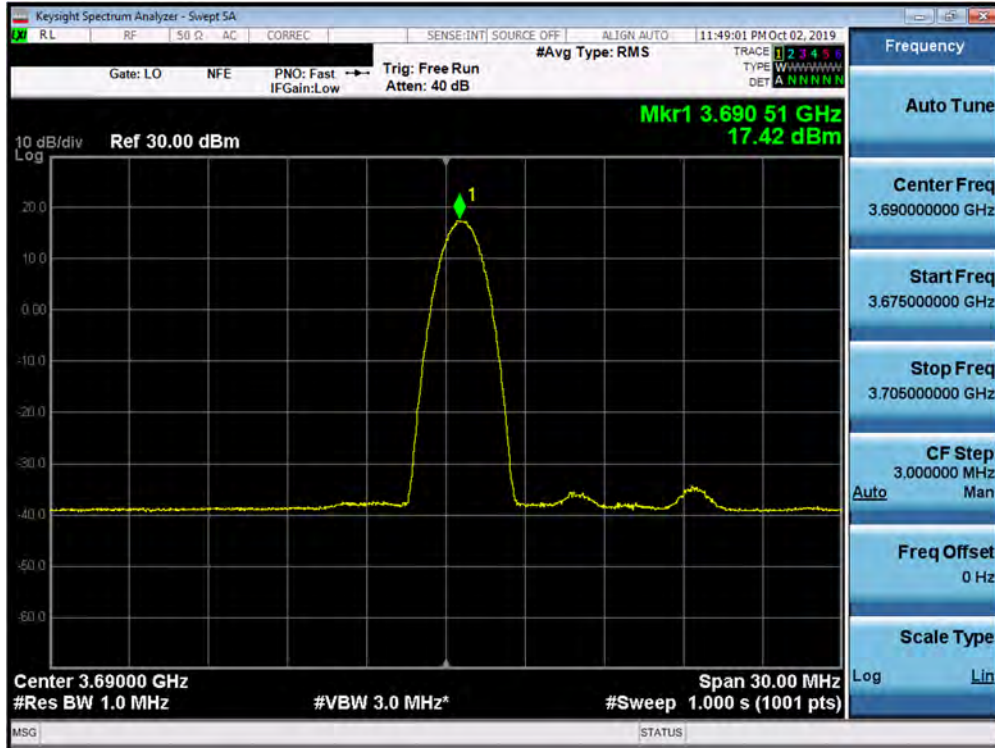 Keysight Spectrum Analyzer - Swept SA
LXI RL RF 50 Ω AC CORREC SENSE:INT SOURCE OFF ALIGN AUTO 11:49:01 PM Oct 02, 2019
#Avg Type: RMS
TRACE 1 2 3 4 5 6
Gate: LO NFE PNO: Fast Trig: Free Run TYPE WWWWWW
IFGain:Low Atten: 40 dB DET A N N N N N
Mkr1 3.690 51 GHz
17.42 dBm
10 dB/div Ref 30.00 dBm
Log
1
20.0
10.0
0.00
-10.0
-20.0
-30.0
-40.0
-50.0
-60.0
Center 3.69000 GHz Span 30.00 MHz
#Res BW 1.0 MHz #VBW 3.0 MHz* #Sweep 1.000 s (1001 pts)
MSG STATUS
Frequency
Auto Tune
Center Freq
3.690000000 GHz
Start Freq
3.675000000 GHz
Stop Freq
3.705000000 GHz
CF Step
3.000000 MHz
Auto Man
Freq Offset
0 Hz
Scale Type
Log Lin